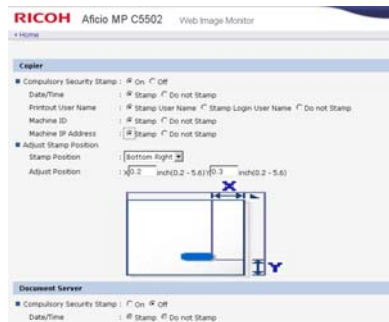 RICOH Aficio MP C5502 Web Image Monitor
Home
Copier
Compulsory Security Stamp : On Off
Date/Time : Stamp Do not Stamp
Printout User Name : Stamp User Name Stamp Login User Name Do not Stamp
Machine ID : Stamp Do not Stamp
Machine IP Address : Stamp Do not Stamp
Adjust Stamp Position
Stamp Position : Bottom Right
Adjust Position : X 0.2 inch(0.2 - 5.6) Y 0.3 inch(0.2 - 5.6)
X
Y
Document Server
Compulsory Security Stamp : On Off
Date/Time : Stamp Do not Stamp